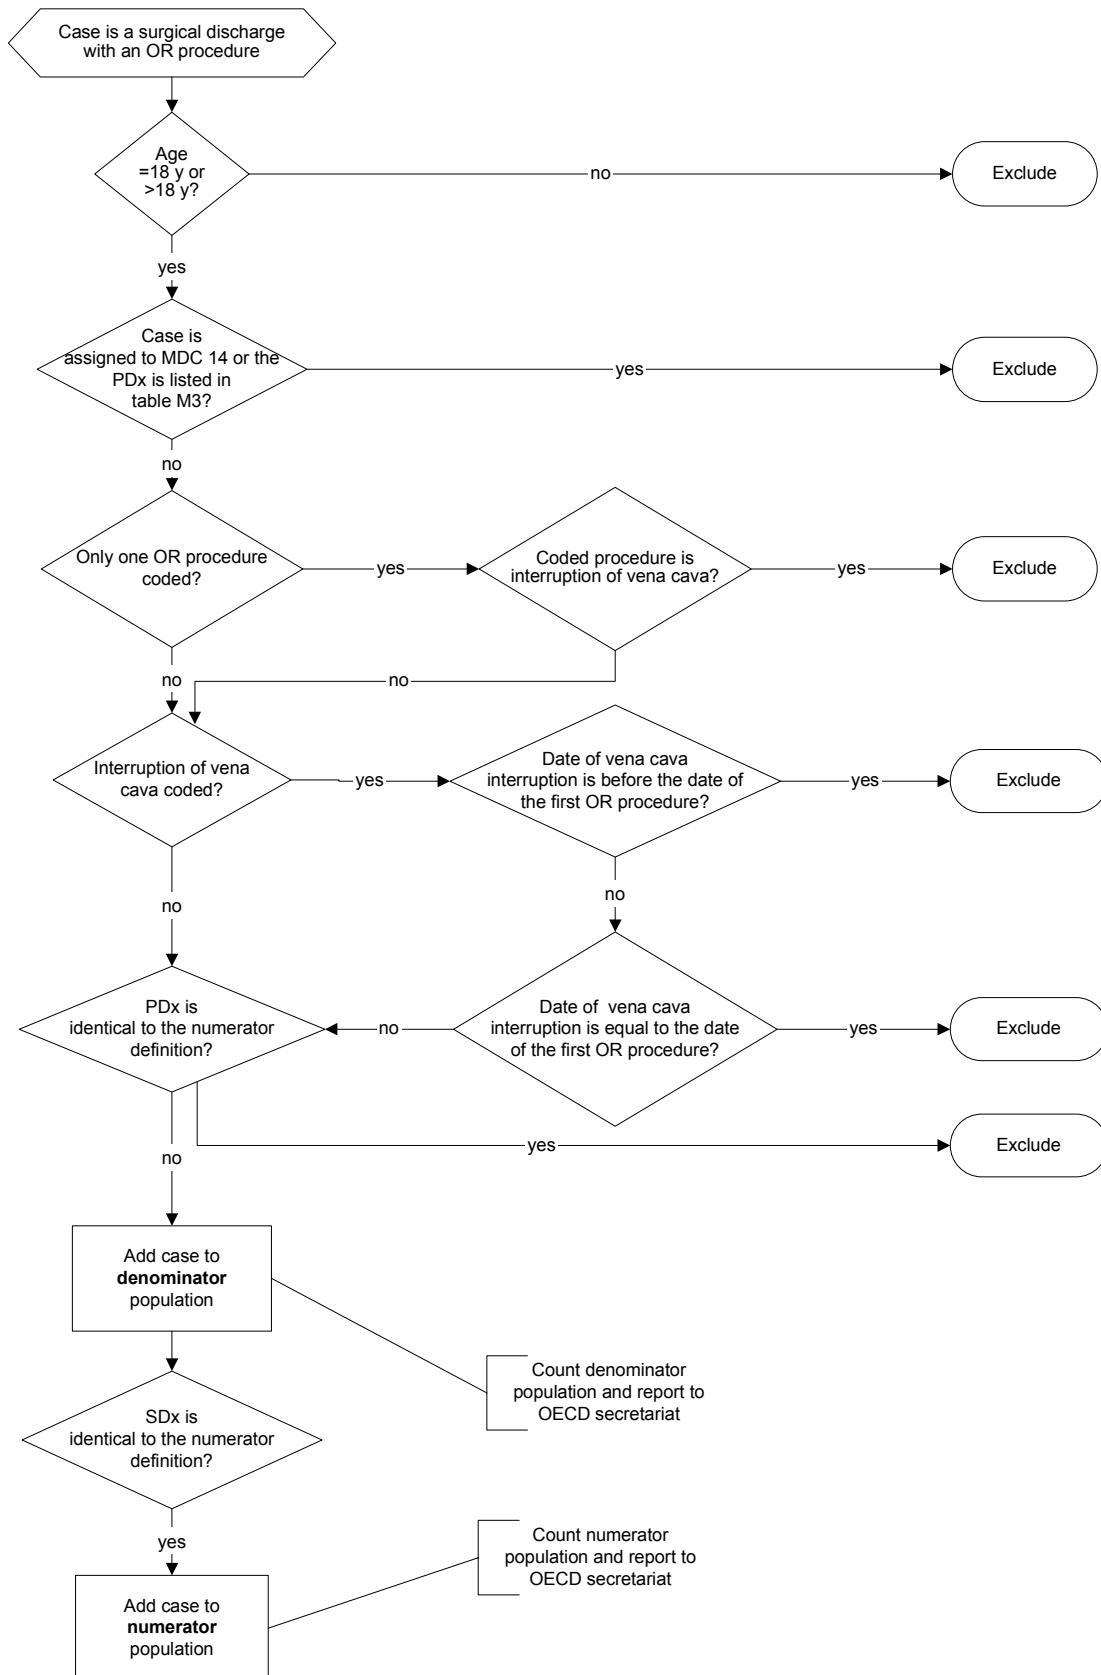 Case is a surgical discharge
with an OR procedure
Age
=18 y or
>18 y?
no
Exclude
yes
Case is
assigned to MDC 14 or the
PDx is listed in
table M3?
yes
Exclude
no
Only one OR procedure
coded?
yes
Coded procedure is
interruption of vena cava?
yes
Exclude
no
no
Interruption of vena
cava coded?
yes
Date of vena cava
interruption is before the date of
the first OR procedure?
yes
Exclude
no
no
PDx is
identical to the numerator
definition?
no
Date of  vena cava
interruption is equal to the date
of the first OR procedure?
yes
Exclude
yes
Exclude
no
Add case to
denominator
population
Count denominator
population and report to
OECD secretariat
SDx is
identical to the numerator
definition?
yes
Count numerator
population and report to
OECD secretariat
Add case to
numerator
population